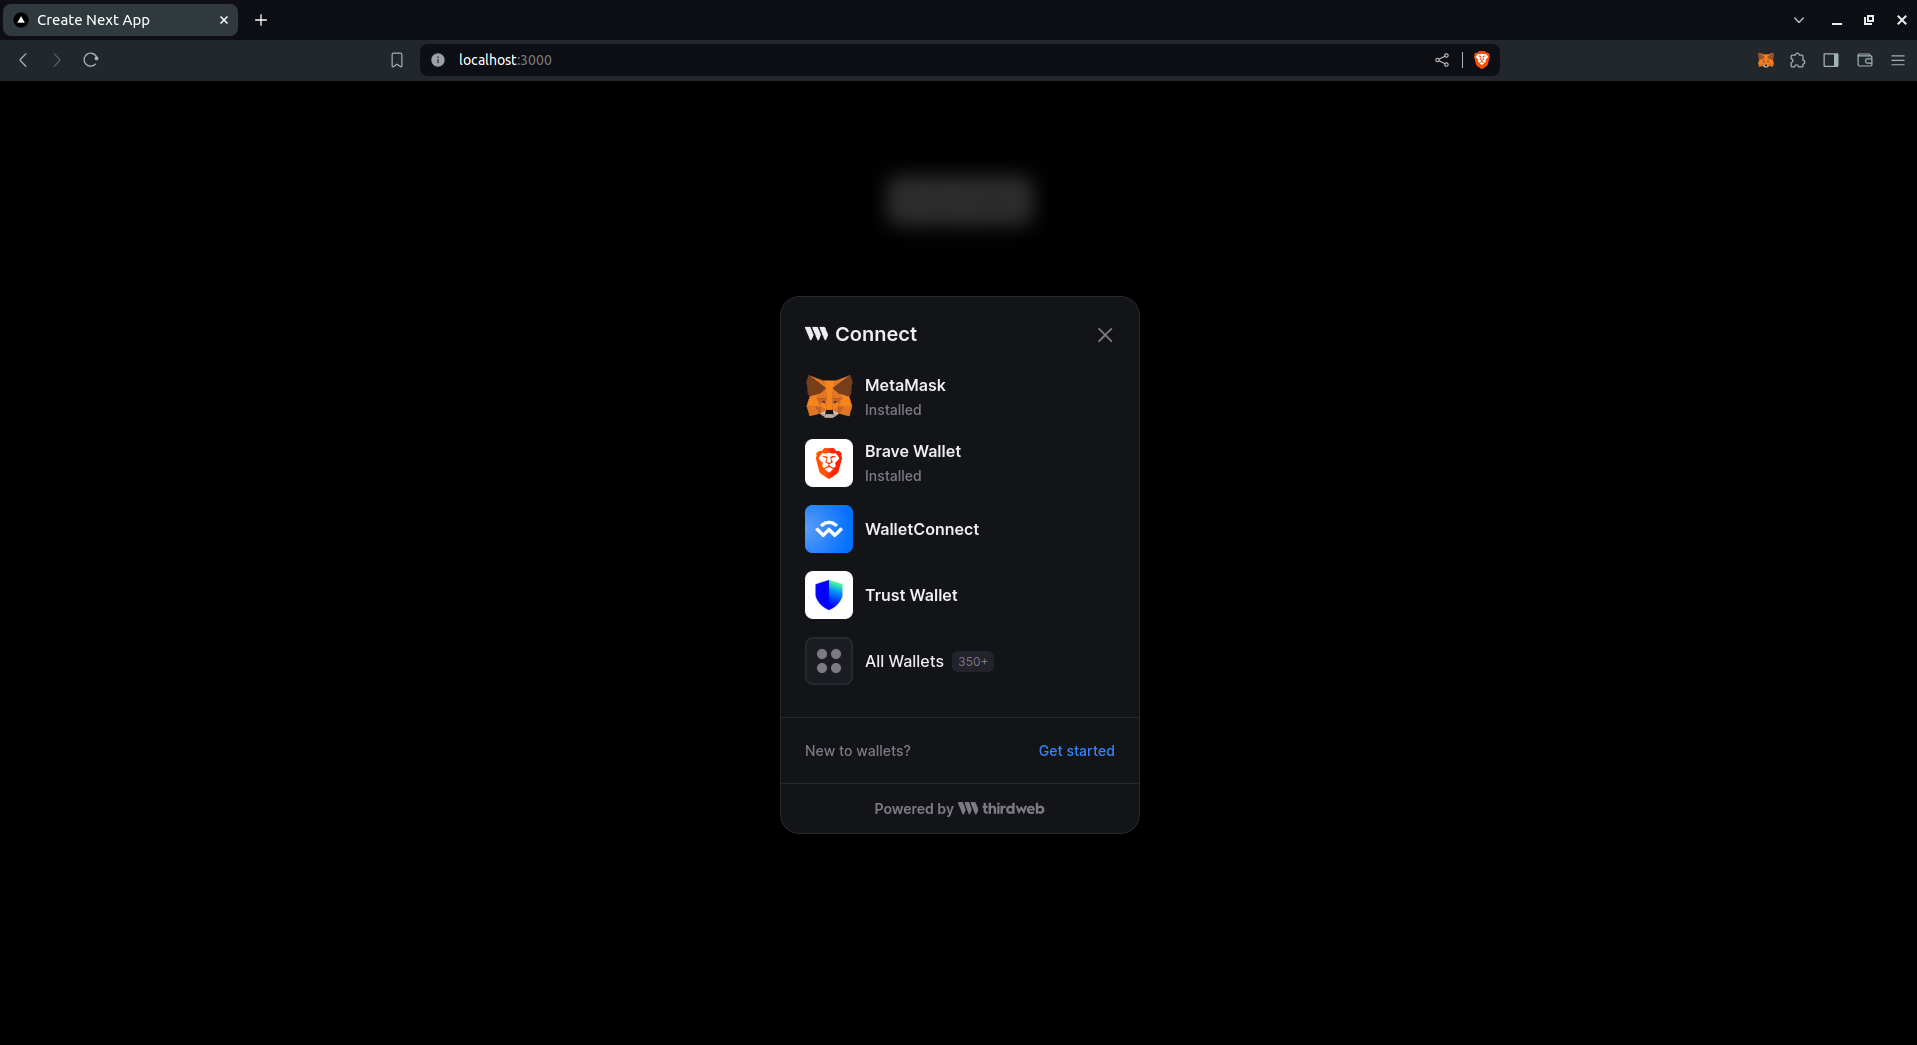 Create Next App
localhost:3000
Connect
MetaMask
Installed
Brave Wallet
Installed
WalletConnect
Trust Wallet
All Wallets 350+
New to wallets? Get started
Powered by thirdweb